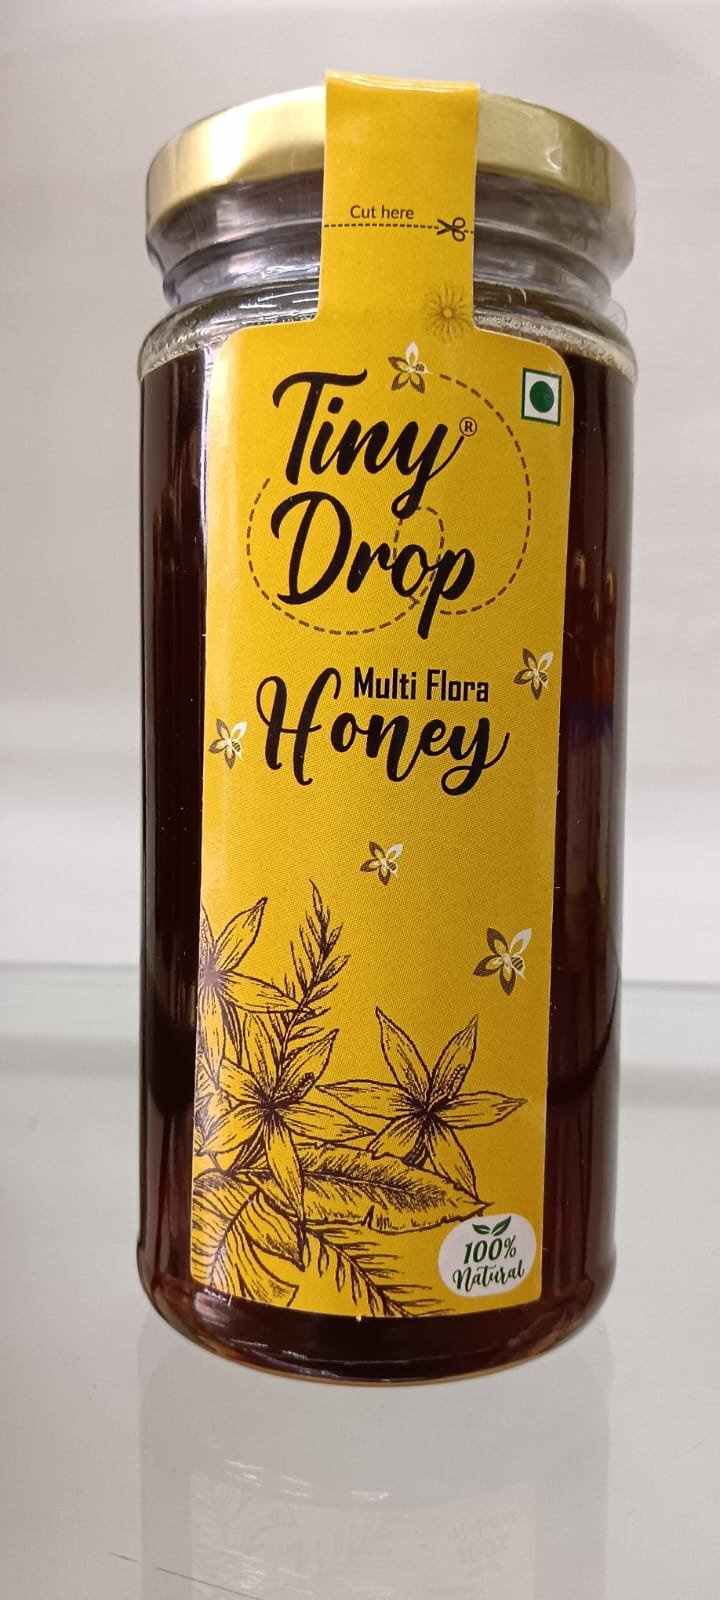 Cut here
Tiny®
Drop
Multi Flora
Honey
100%
Natural